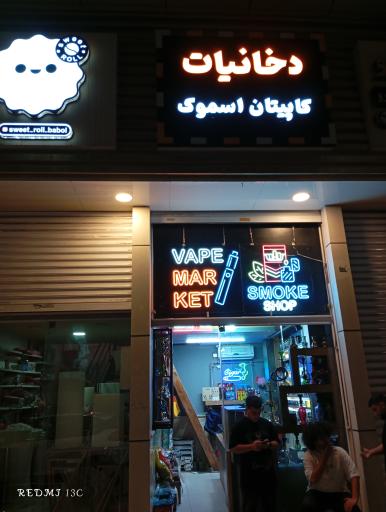 SWEET ROLL
sweet_roll_babol
دخانیات
کاپیتان اسموک
VAPE
MAR
KET
SMOKE
SHOP
REDMI 13C